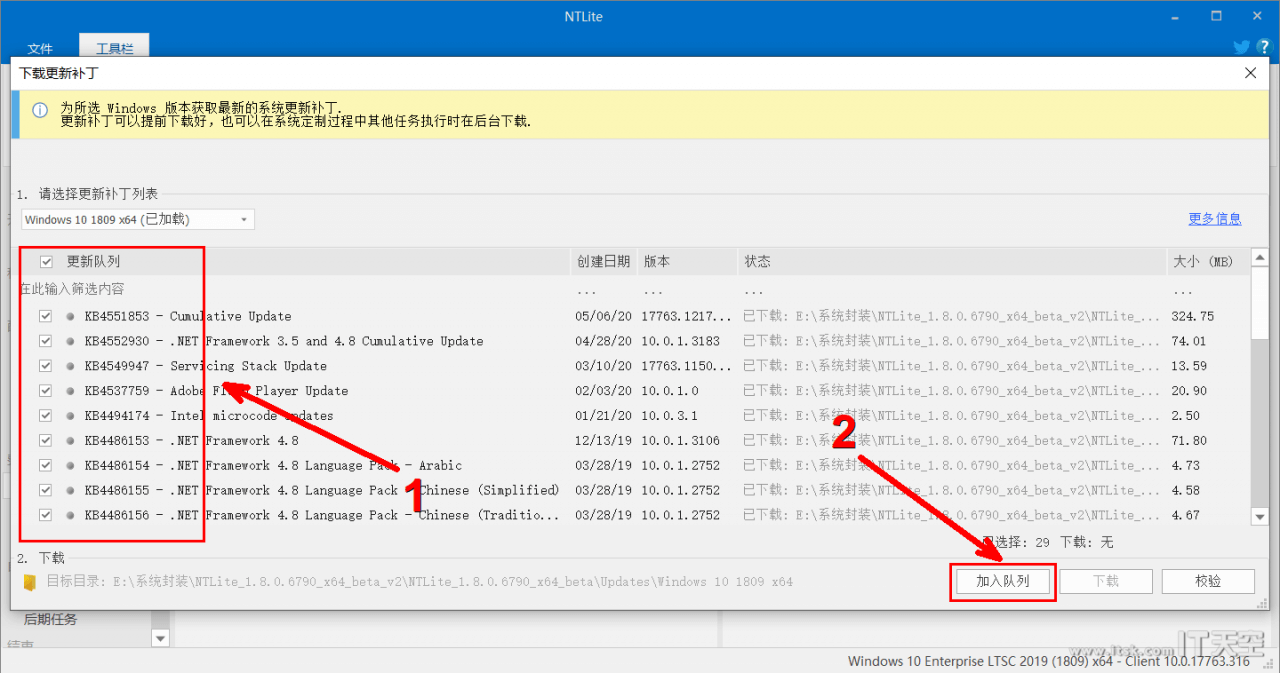 NTLite
文件 工具栏
下载更新补丁
为所选 Windows 版本获取最新的系统更新补丁.
更新补丁可以提前下载好，也可以在系统定制过程中其他任务执行时在后台下载.
1. 请选择更新补丁列表
Windows 10 1809 x64 (已加载) 更多信息
更新队列 创建日期 版本 状态 大小 (MB)
在此输入筛选内容 ... ... ... ...
KB4551853 - Cumulative Update 05/06/20 17763.1217... 已下载: E:\系统封装\NTLite_1.8.0.6790_x64_beta_v2\NTLite_... 324.75
KB4552930 - .NET Framework 3.5 and 4.8 Cumulative Update 04/28/20 10.0.1.3183 已下载: E:\系统封装\NTLite_1.8.0.6790_x64_beta_v2\NTLite_... 74.01
KB4549947 - Servicing Stack Update 03/10/20 17763.1150... 已下载: E:\系统封装\NTLite_1.8.0.6790_x64_beta_v2\NTLite_... 13.59
KB4537759 - Adobe Flash Player Update 02/03/20 10.0.1.0 已下载: E:\系统封装\NTLite_1.8.0.6790_x64_beta_v2\NTLite_... 20.90
KB4494174 - Intel microcode updates 01/21/20 10.0.3.1 已下载: E:\系统封装\NTLite_1.8.0.6790_x64_beta_v2\NTLite_... 2.50
KB4486153 - .NET Framework 4.8 12/13/19 10.0.1.3106 已下载: E:\系统封装\NTLite_1.8.0.6790_x64_beta_v2\NTLite_... 71.80
KB4486154 - .NET Framework 4.8 Language Pack - Arabic 03/28/19 10.0.1.2752 已下载: E:\系统封装\NTLite_1.8.0.6790_x64_beta_v2\NTLite_... 4.73
KB4486155 - .NET Framework 4.8 Language Pack - Chinese (Simplified) 03/28/19 10.0.1.2752 已下载: E:\系统封装\NTLite_1.8.0.6790_x64_beta_v2\NTLite_... 4.58
KB4486156 - .NET Framework 4.8 Language Pack - Chinese (Traditio... 03/28/19 10.0.1.2752 已下载: E:\系统封装\NTLite_1.8.0.6790_x64_beta_v2\NTLite_... 4.67
1
2
已选择: 29 下载: 无
2. 下载
目标目录: E:\系统封装\NTLite_1.8.0.6790_x64_beta_v2\NTLite_1.8.0.6790_x64_beta\Updates\Windows 10 1809 x64 加入队列 下载 校验
后期任务
结束
www.itsk.com IT天空
Windows 10 Enterprise LTSC 2019 (1809) x64 - Client 10.0.17763.316